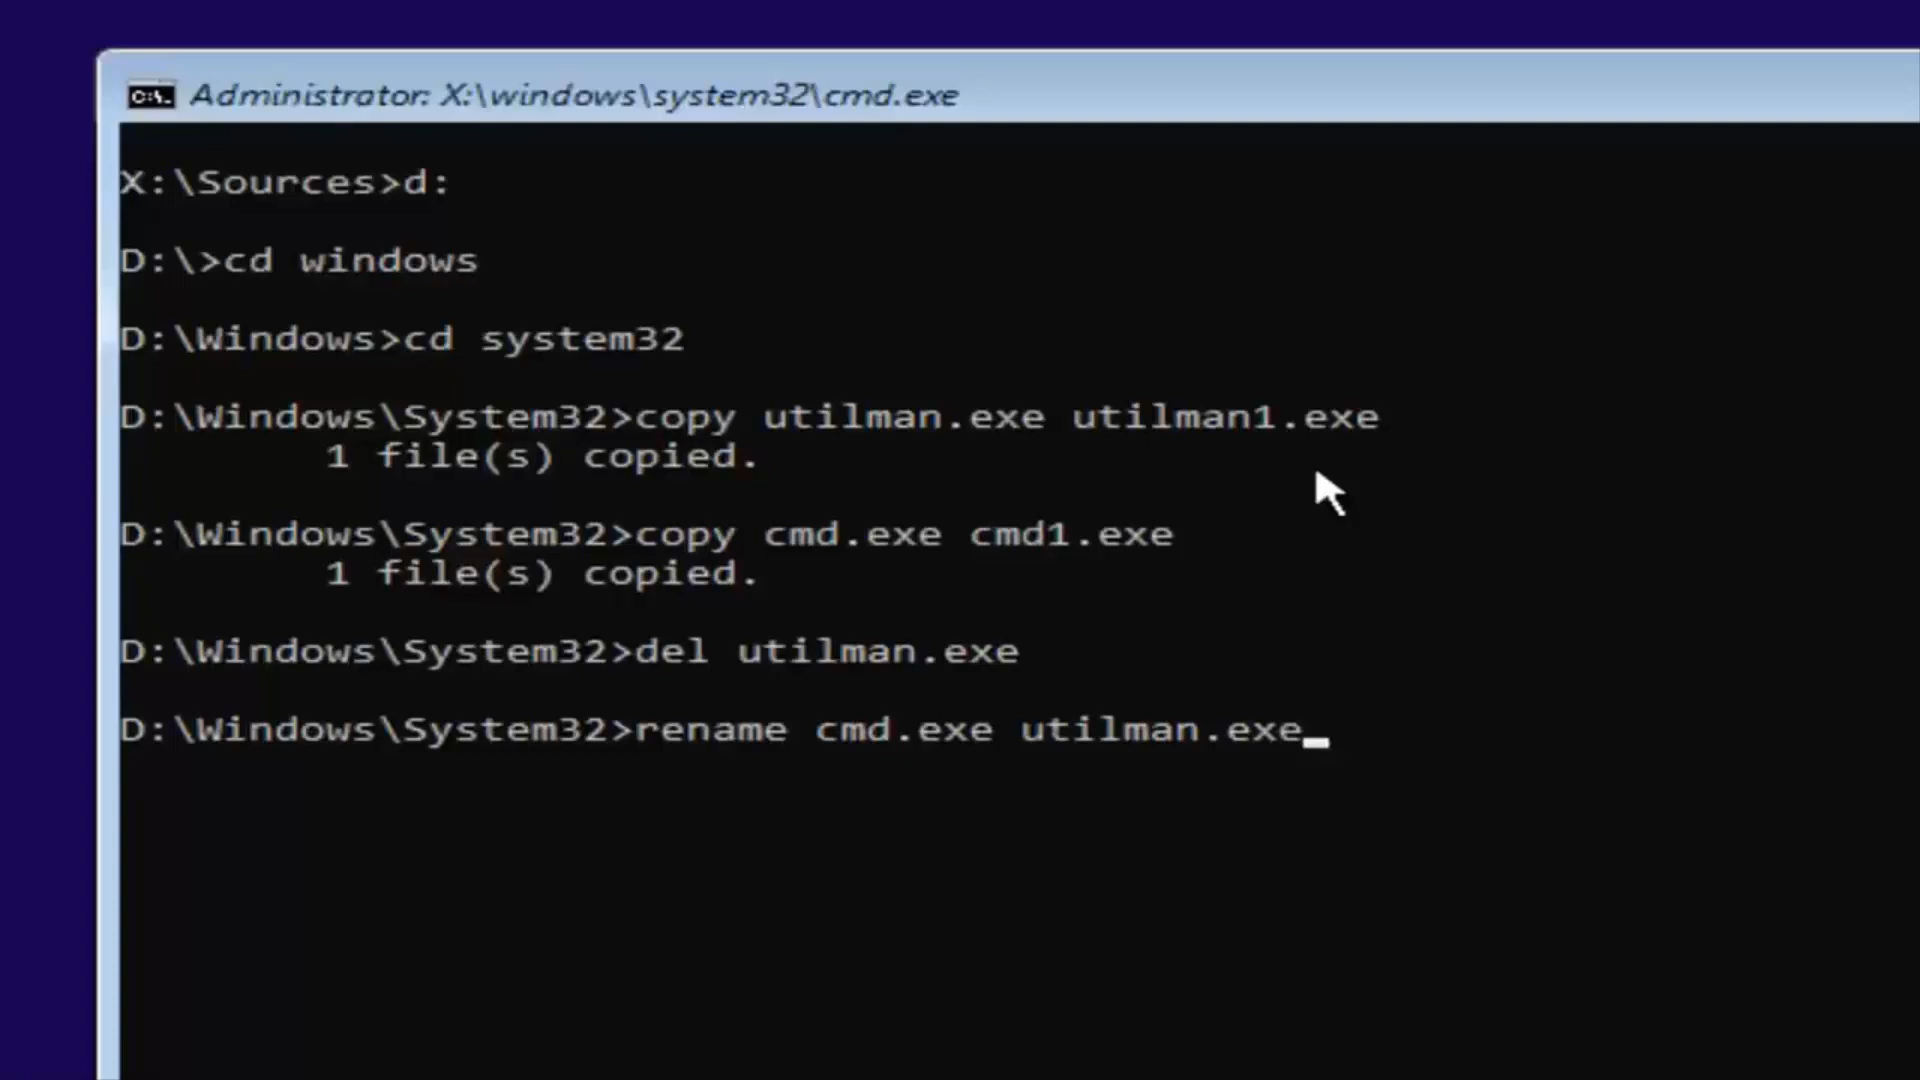 C:\.
Administrator: X:\windows\system32\cmd.exe
X:\Sources>d:
D:\>cd windows
D:\Windows>cd system32
D:\Windows\System32>copy utilman.exe utilman1.exe
1 file(s) copied.
D:\Windows\System32>copy cmd.exe cmd1.exe
1 file(s) copied.
D:\Windows\System32>del utilman.exe
D:\Windows\System32>rename cmd.exe utilman.exe